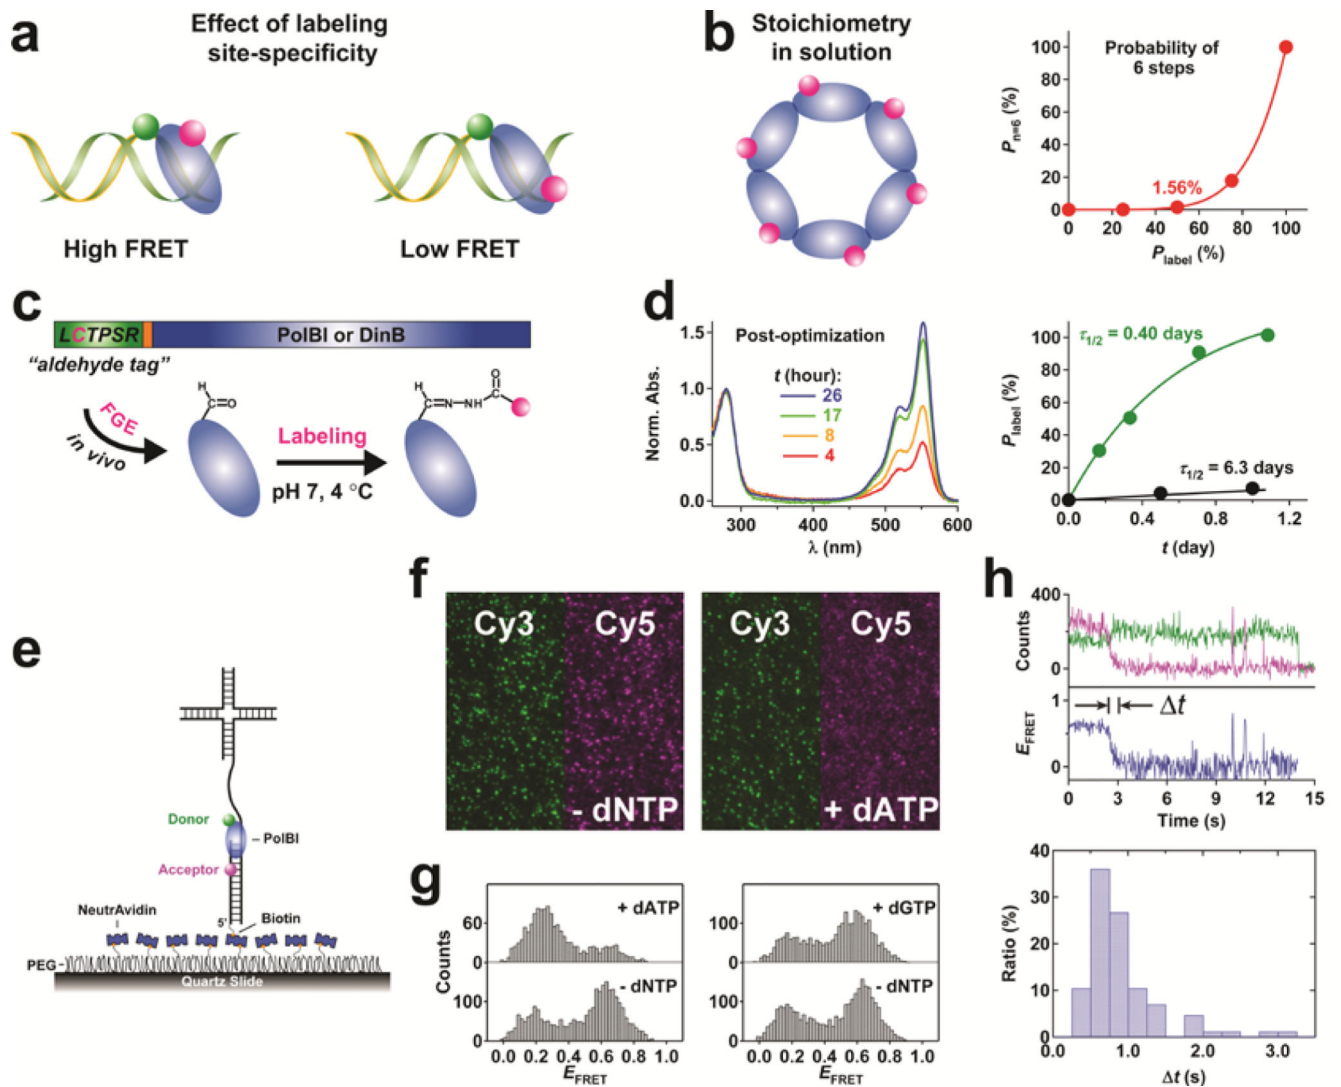 a
Effect of labeling
site-specificity
High FRET
Low FRET
b
Stoichiometry
in solution
Probability of
6 steps
1.56%
P_n=6 (%)
100
80
60
40
20
0
0 20 40 60 80 100
P_label (%)
c
LCTPSR
PolBI or DinB
“aldehyde tag”
FGE
in vivo
H
C=O
Labeling
pH 7, 4 °C
H
O
C=N-NH
C
d
Post-optimization
t (hour):
26
17
8
4
Norm. Abs.
1.5
1.0
0.5
0.0
300 400 500 600
λ (nm)
τ1/2 = 0.40 days
τ1/2 = 6.3 days
P_label (%)
100
80
60
40
20
0
0.0 0.4 0.8 1.2
t (day)
e
Donor
PolBI
Acceptor
5'
Biotin
NeutrAvidin
PEG
Quartz Slide
f
Cy3 Cy5
- dNTP
Cy3 Cy5
+ dATP
g
+ dATP
- dNTP
Counts
60
0
100
0
0.0 0.2 0.4 0.6 0.8 1.0
E_FRET
+ dGTP
- dNTP
100
0
100
0
0.0 0.2 0.4 0.6 0.8 1.0
E_FRET
h
Counts
400
0
E_FRET
1
0
Δt
0 3 6 9 12 15
Time (s)
Ratio (%)
40
30
20
10
0
0.0 1.0 2.0 3.0
Δt (s)